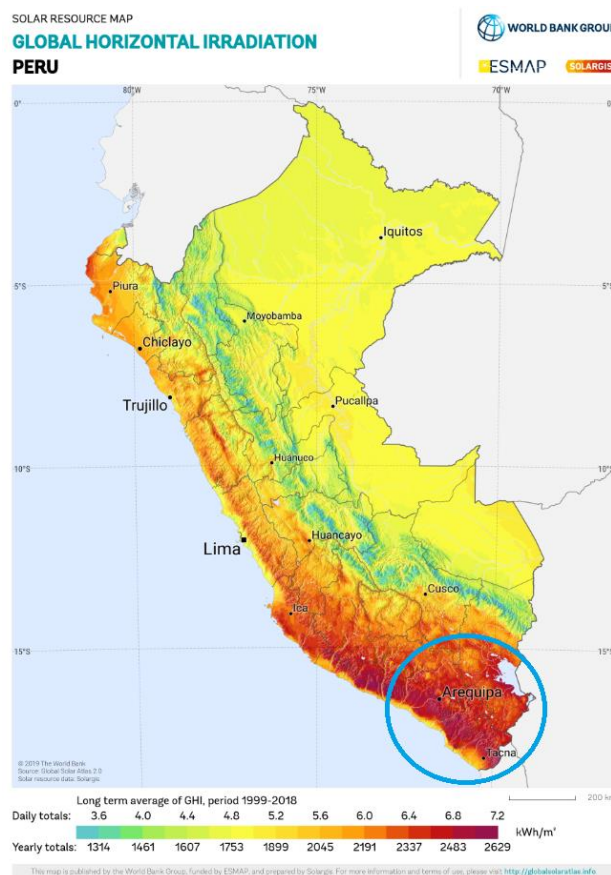 SOLAR RESOURCE MAP
GLOBAL HORIZONTAL IRRADIATION
PERU
WORLD BANK GROUP
ESMAP
SOLARGIS
80°W
70°W
0°
0°
Iquitos
Piura
5°S
5°S
Moyobamba
Chiclayo
Trujillo
Pucallpa
Huanuco
10°S
10°S
Lima
Huancayo
Cusco
Ica
15°S
15°S
Arequipa
Tacna
© 2019 The World Bank
Source: Global Solar Atlas 2.0
Solar resource data: Solargis
Long term average of GHI, period 1999-2018
200 km
Daily totals: 3.6 4.0 4.4 4.8 5.2 5.6 6.0 6.4 6.8 7.2
kWh/m²
Yearly totals: 1314 1461 1607 1753 1899 2045 2191 2337 2483 2629
This map is published by the World Bank Group, funded by ESMAP, and prepared by Solargis. For more information and terms of use, please visit http://globalsolaratlas.info.